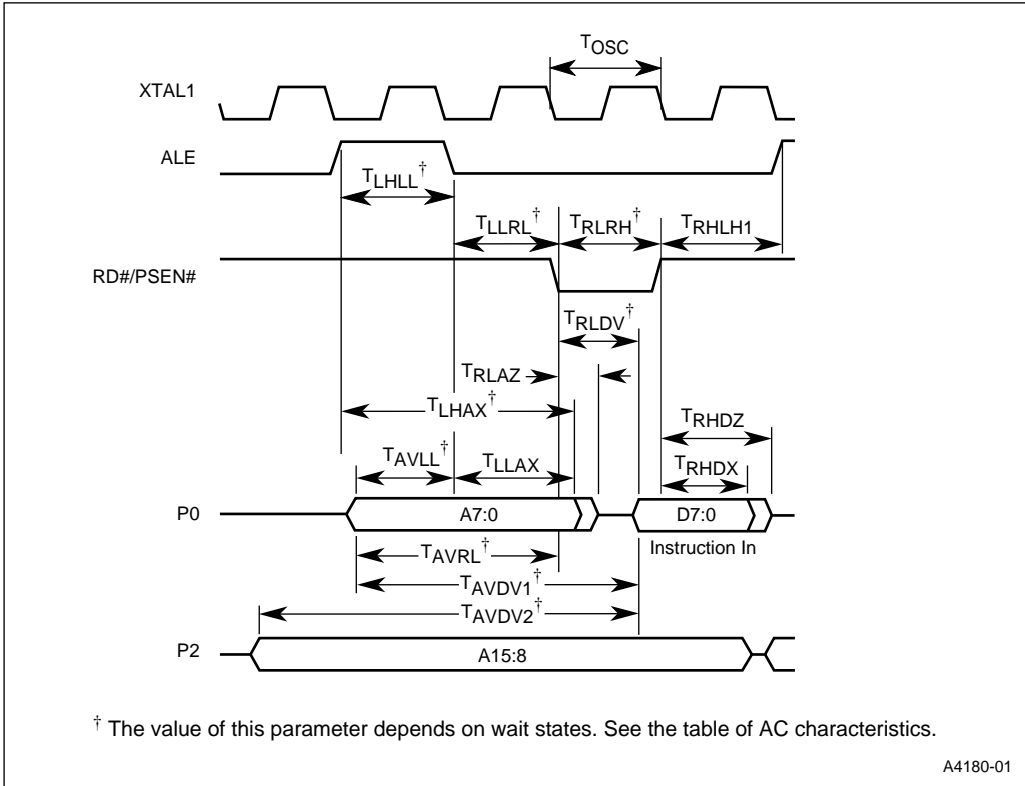 TOSC
XTAL1
ALE
TLHLL†
TLLRL† TRLRH† TRHLH1
RD#/PSEN#
TRLDV†
TRLAZ
TLHAX†
TRHDZ
TAVLL† TLLAX
TRHDX
P0 A7:0 D7:0
Instruction In
TAVRL†
TAVDV1†
TAVDV2†
P2 A15:8
† The value of this parameter depends on wait states. See the table of AC characteristics.
A4180-01